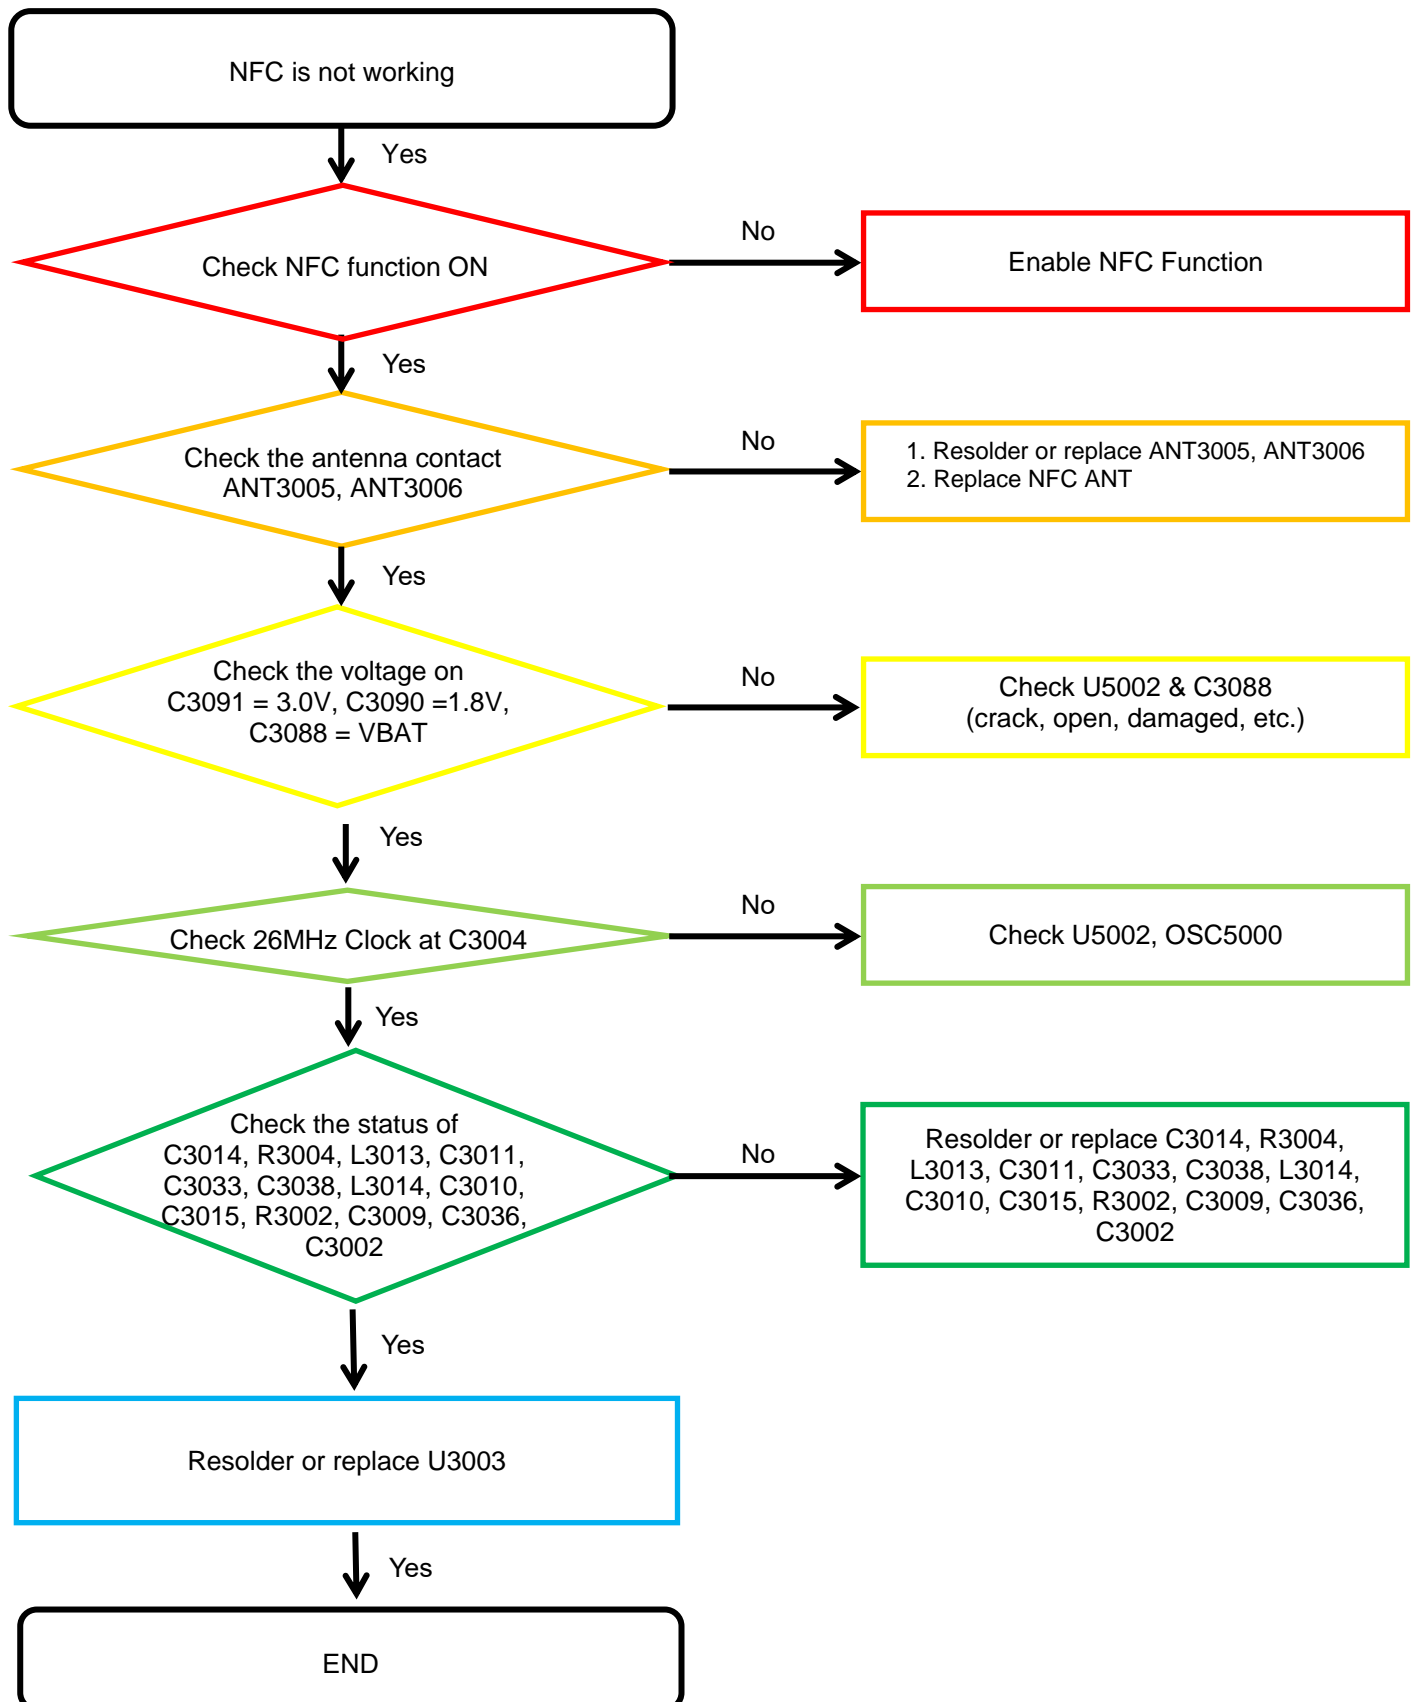 NFC is not working
Yes
Check NFC function ON
No
Enable NFC Function
Yes
Check the antenna contact
ANT3005, ANT3006
No
1. Resolder or replace ANT3005, ANT3006
2. Replace NFC ANT
Yes
Check the voltage on
C3091 = 3.0V, C3090 =1.8V,
C3088 = VBAT
No
Check U5002 & C3088
(crack, open, damaged, etc.)
Yes
Check 26MHz Clock at C3004
No
Check U5002, OSC5000
Yes
Check the status of
C3014, R3004, L3013, C3011,
C3033, C3038, L3014, C3010,
C3015, R3002, C3009, C3036,
C3002
No
Resolder or replace C3014, R3004,
L3013, C3011, C3033, C3038, L3014,
C3010, C3015, R3002, C3009, C3036,
C3002
Yes
Resolder or replace U3003
Yes
END